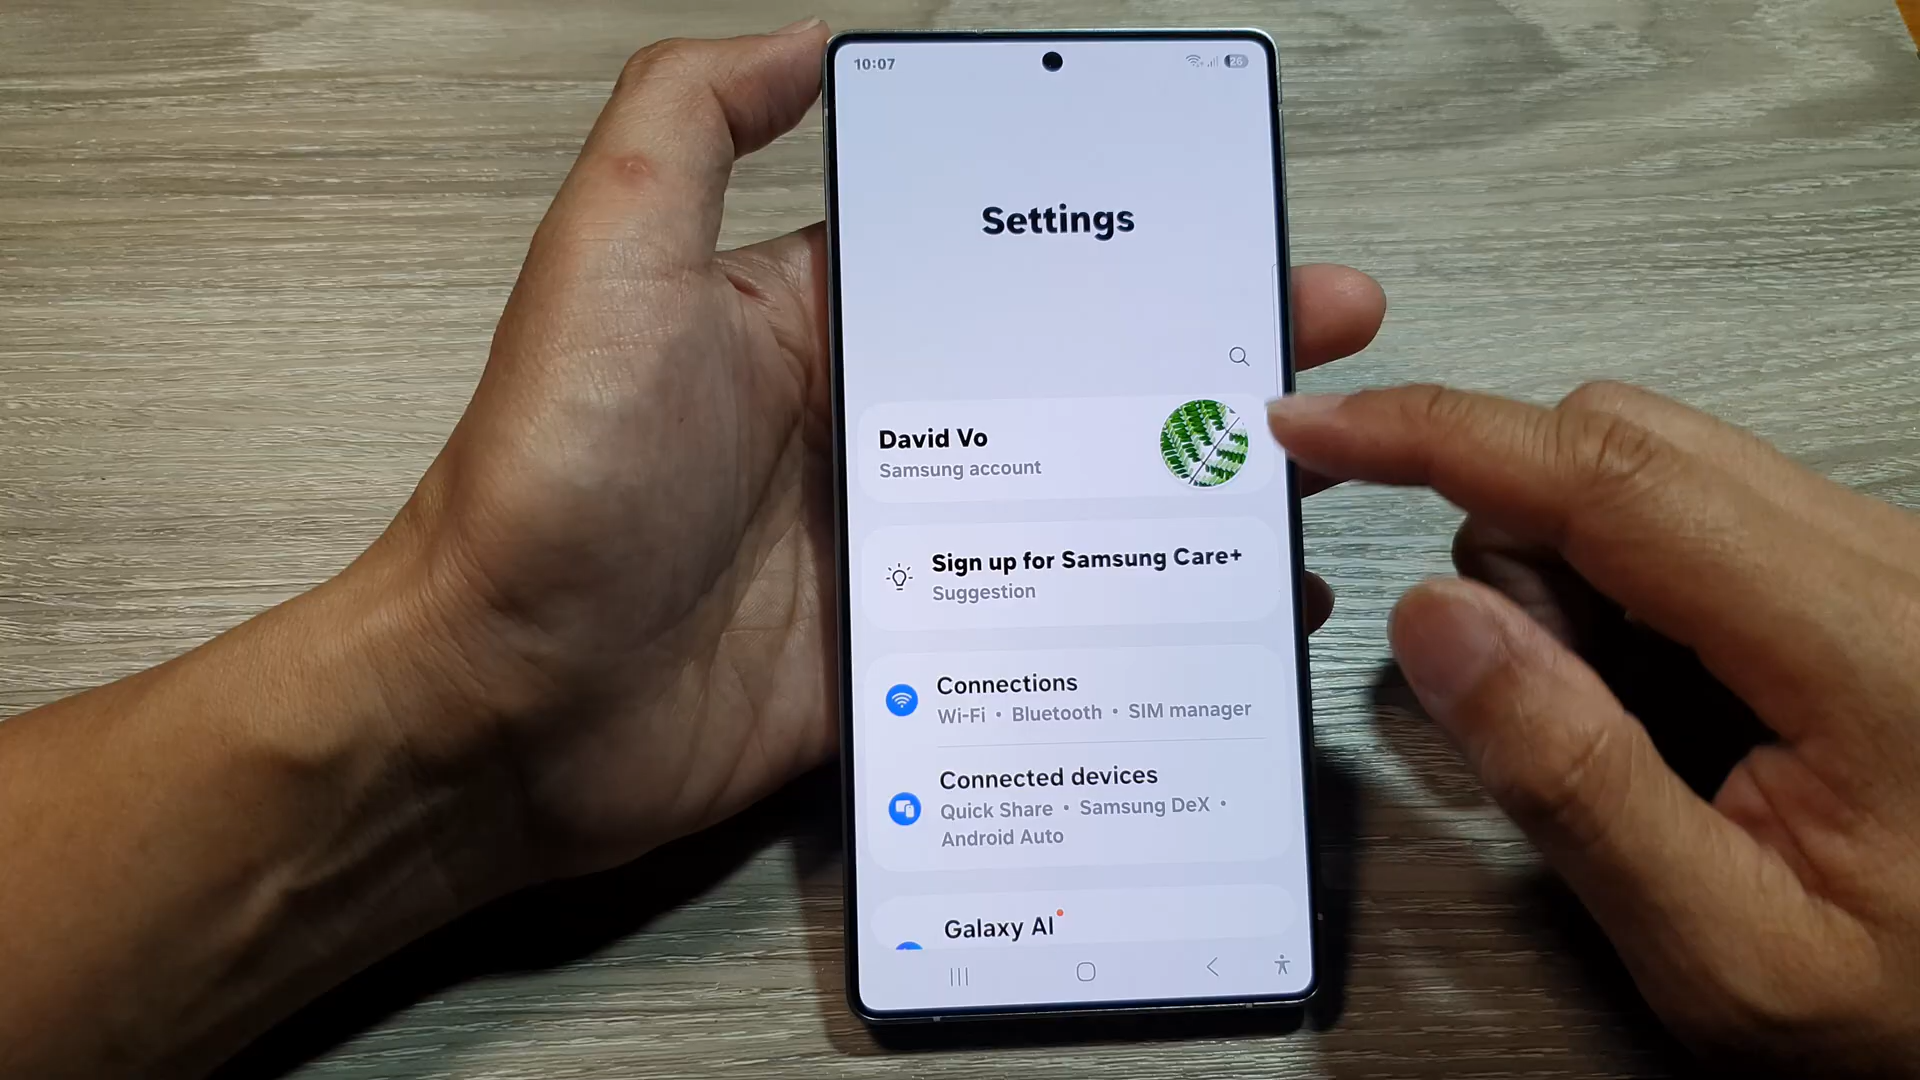 10:07
26
Settings
David Vo
Samsung account
Sign up for Samsung Care+
Suggestion
Connections
Wi-Fi • Bluetooth • SIM manager
Connected devices
Quick Share • Samsung DeX •
Android Auto
Galaxy AI